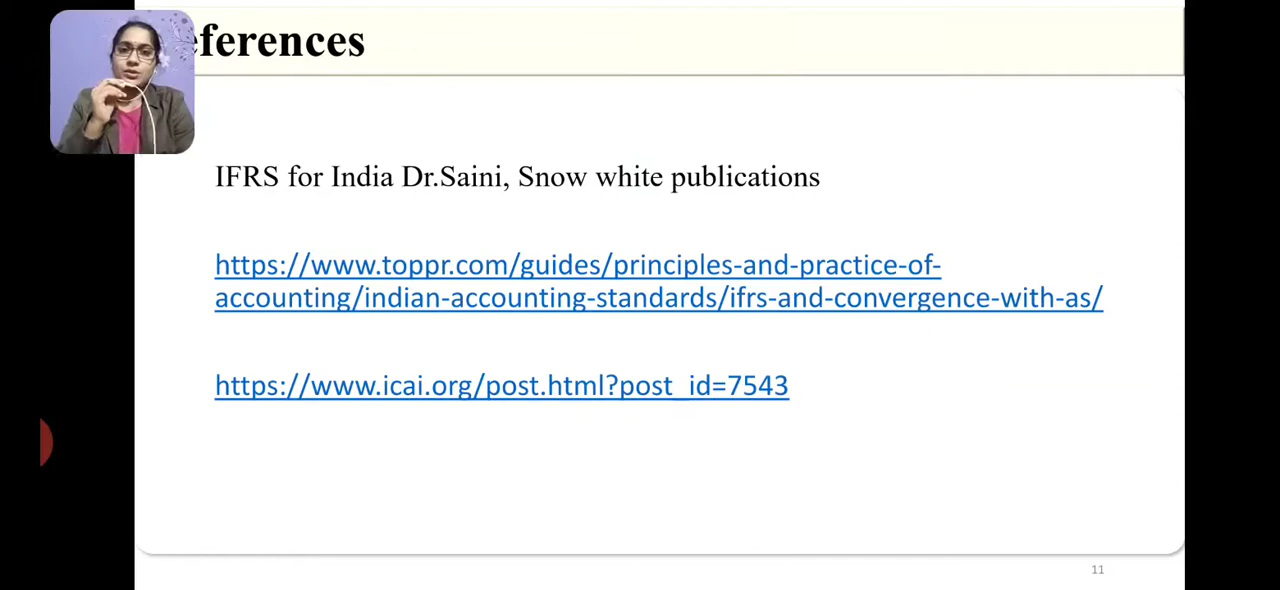 eferences
IFRS for India Dr.Saini, Snow white publications
https://www.toppr.com/guides/principles-and-practice-of-
accounting/indian-accounting-standards/ifrs-and-convergence-with-as/
https://www.icai.org/post.html?post_id=7543
11